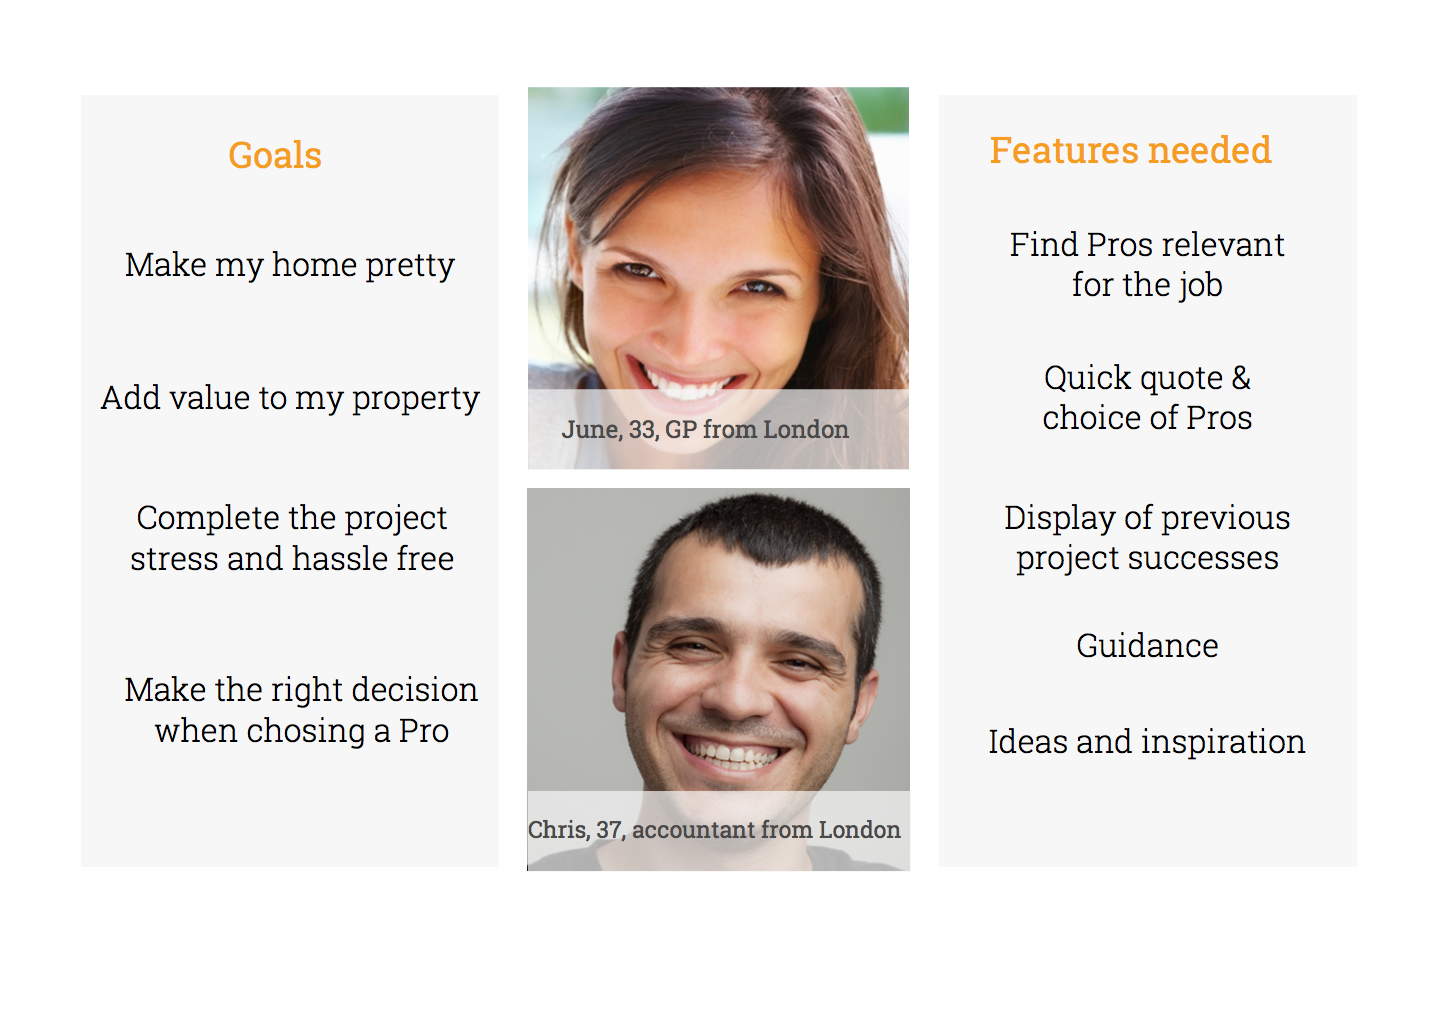 Goals
Make my home pretty
Add value to my property
Complete the project
stress and hassle free
Make the right decision
when chosing a Pro
June, 33, GP from London
Chris, 37, accountant from London
Features needed
Find Pros relevant
for the job
Quick quote &
choice of Pros
Display of previous
project successes
Guidance
Ideas and inspiration